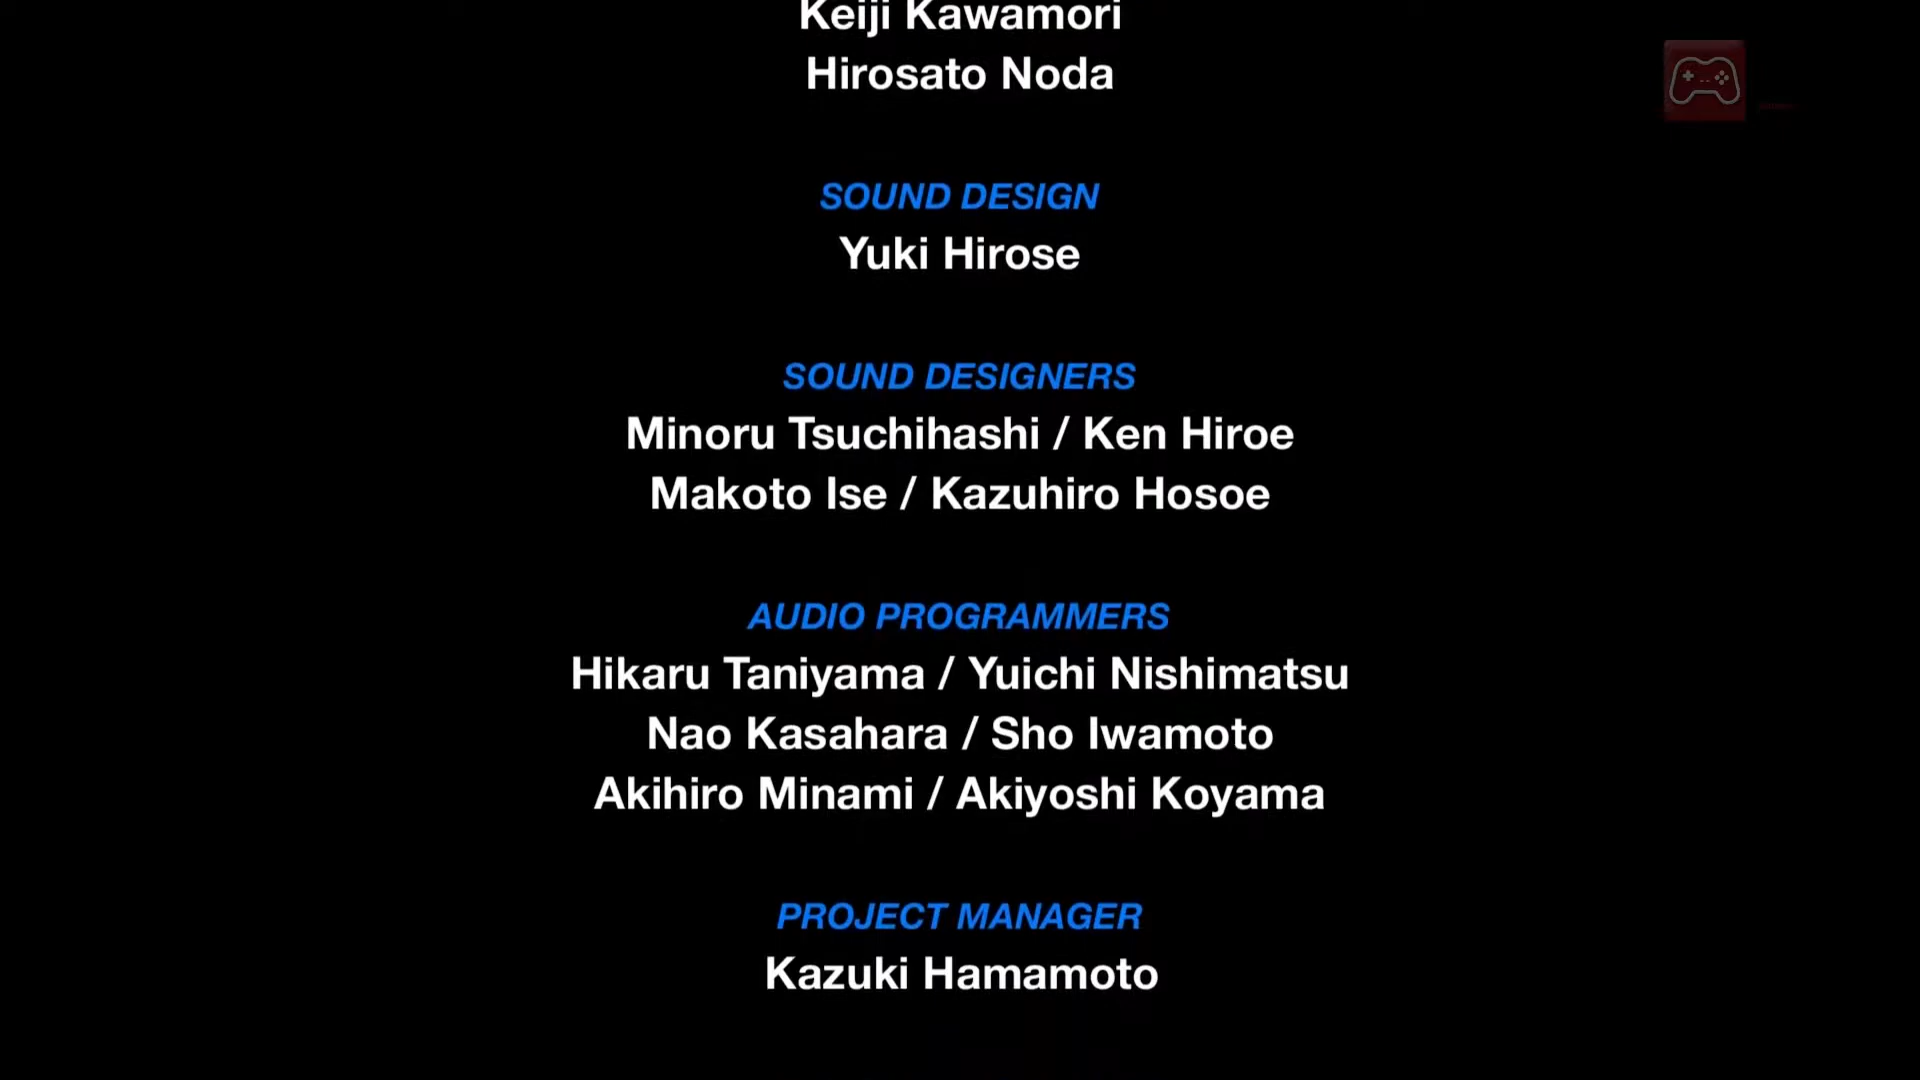 Keiji Kawamori
Hirosato Noda
SOUND DESIGN
Yuki Hirose
SOUND DESIGNERS
Minoru Tsuchihashi / Ken Hiroe
Makoto Ise / Kazuhiro Hosoe
AUDIO PROGRAMMERS
Hikaru Taniyama / Yuichi Nishimatsu
Nao Kasahara / Sho Iwamoto
Akihiro Minami / Akiyoshi Koyama
PROJECT MANAGER
Kazuki Hamamoto